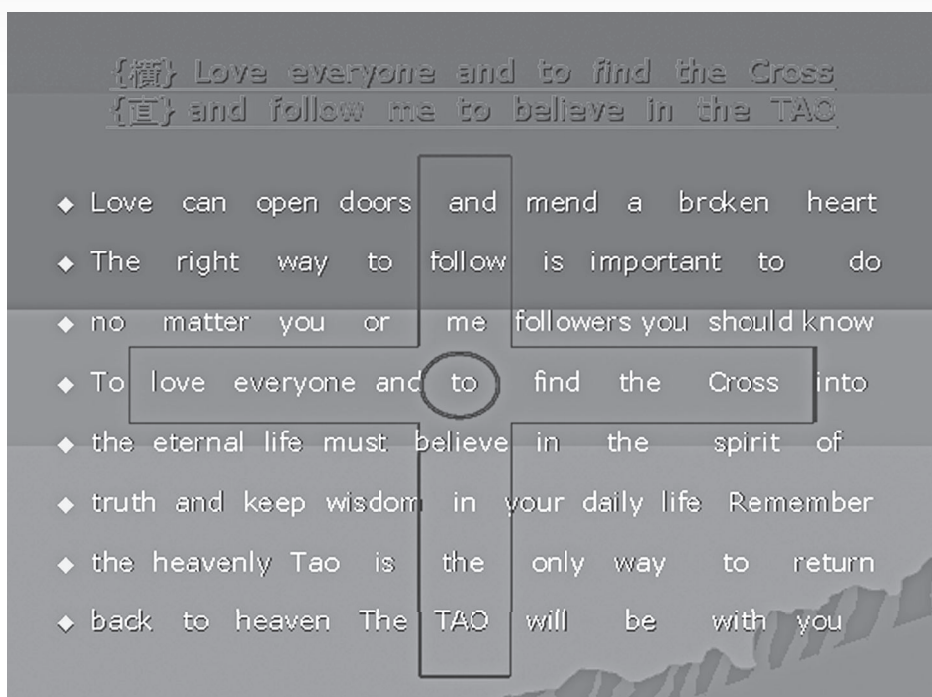 {橫} Love everyone and to find the Cross
{直} and follow me to believe in the TAO
◆ Love can open doors and mend a broken heart
◆ The right way to follow is important to do
◆ no matter you or me followers you should know
◆ To love everyone and to find the Cross into
◆ the eternal life must believe in the spirit of
◆ truth and keep wisdom in your daily life Remember
◆ the heavenly Tao is the only way to return
◆ back to heaven The TAO will be with you